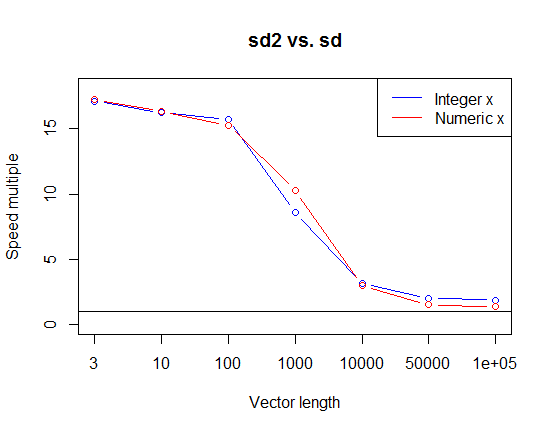 sd2 vs. sd
Integer x
Numeric x
Speed multiple
15
10
5
0
3 10 100 1000 10000 50000 1e+05
Vector length